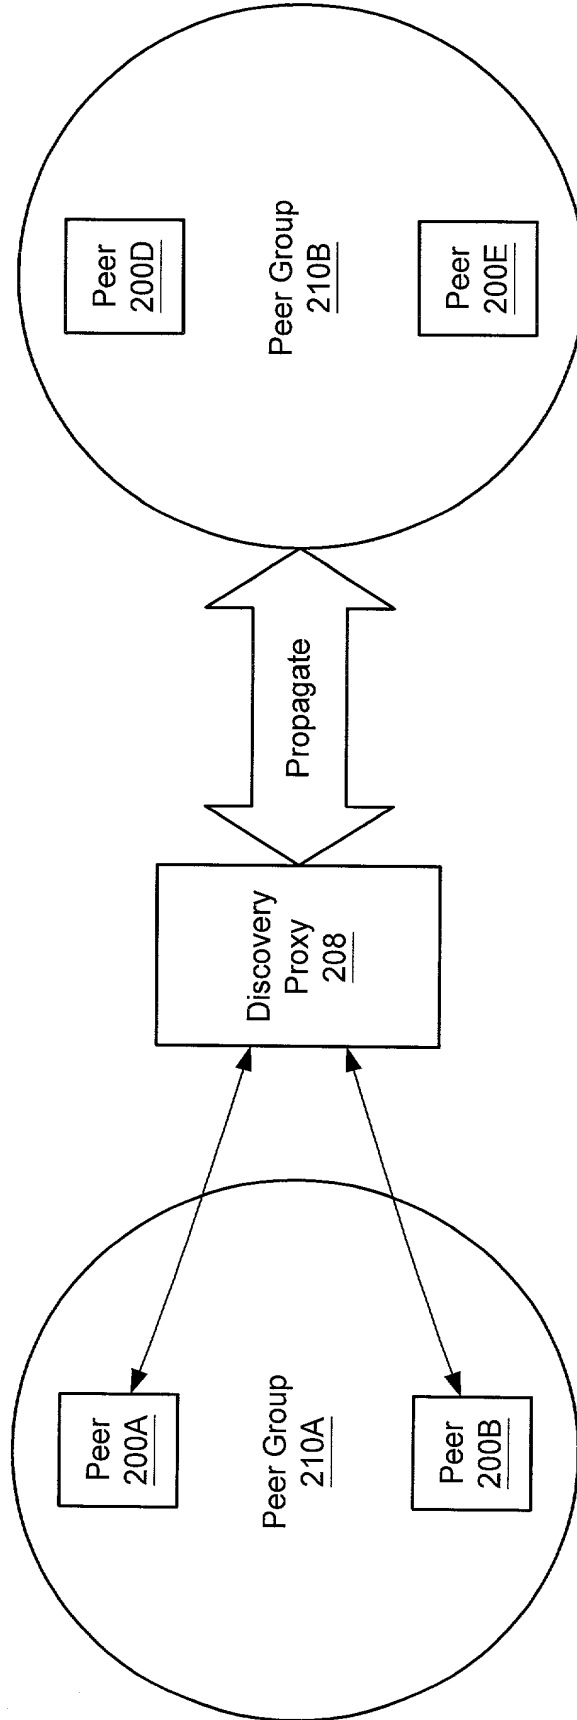 Peer
200A
Peer Group
210A
Peer
200B
Discovery
Proxy
208
Propagate
Peer
200D
Peer Group
210B
Peer
200E